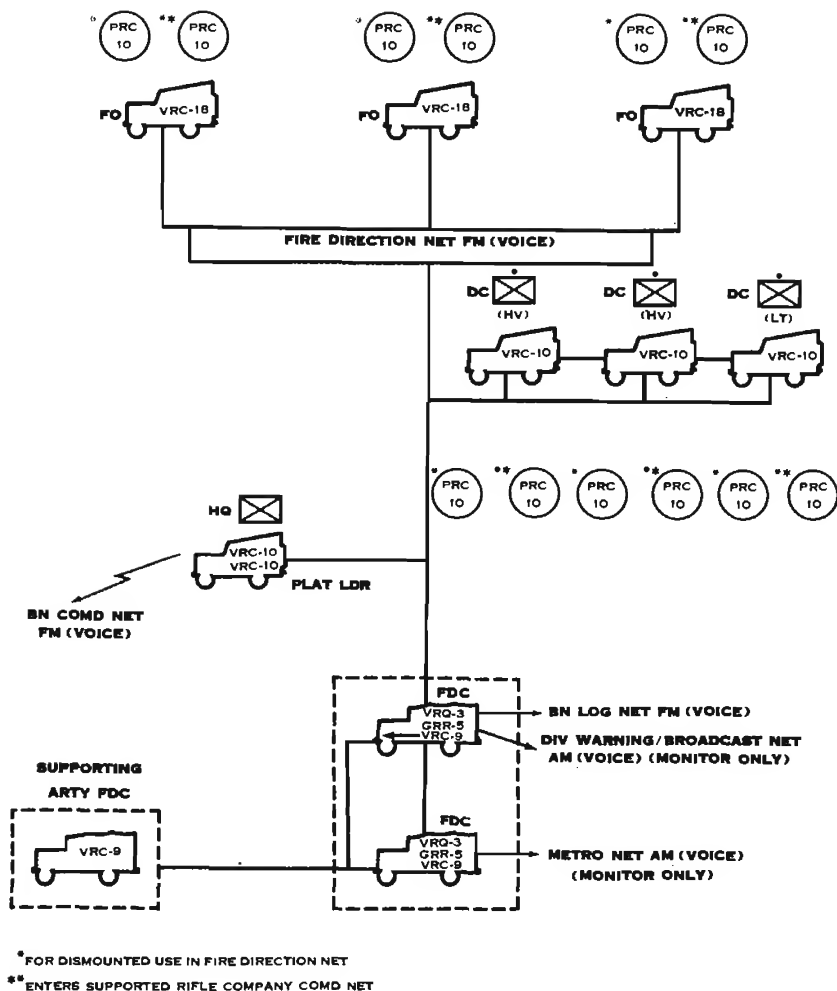 * PRC 10 ** PRC 10 * PRC 10 ** PRC 10 * PRC 10 ** PRC 10
FO VRC-18 FO VRC-18 FO VRC-18
FIRE DIRECTION NET FM (VOICE)
DC DC DC
(HV) (HV) (LT)
VRC-10 VRC-10 VRC-10
* PRC 10 ** PRC 10 * PRC 10 ** PRC 10 * PRC 10 ** PRC 10
HQ
VRC-10
VRC-10
PLAT LDR
BN COMD NET
FM (VOICE)
FDC
VRQ-3
GRR-5
VRC-9
BN LOG NET FM (VOICE)
DIV WARNING/BROADCAST NET
AM (VOICE) (MONITOR ONLY)
SUPPORTING
ARTY FDC
VRC-9
FDC
VRQ-3
GRR-5
VRC-9
METRO NET AM (VOICE)
(MONITOR ONLY)
*FOR DISMOUNTED USE IN FIRE DIRECTION NET
**ENTERS SUPPORTED RIFLE COMPANY COMD NET